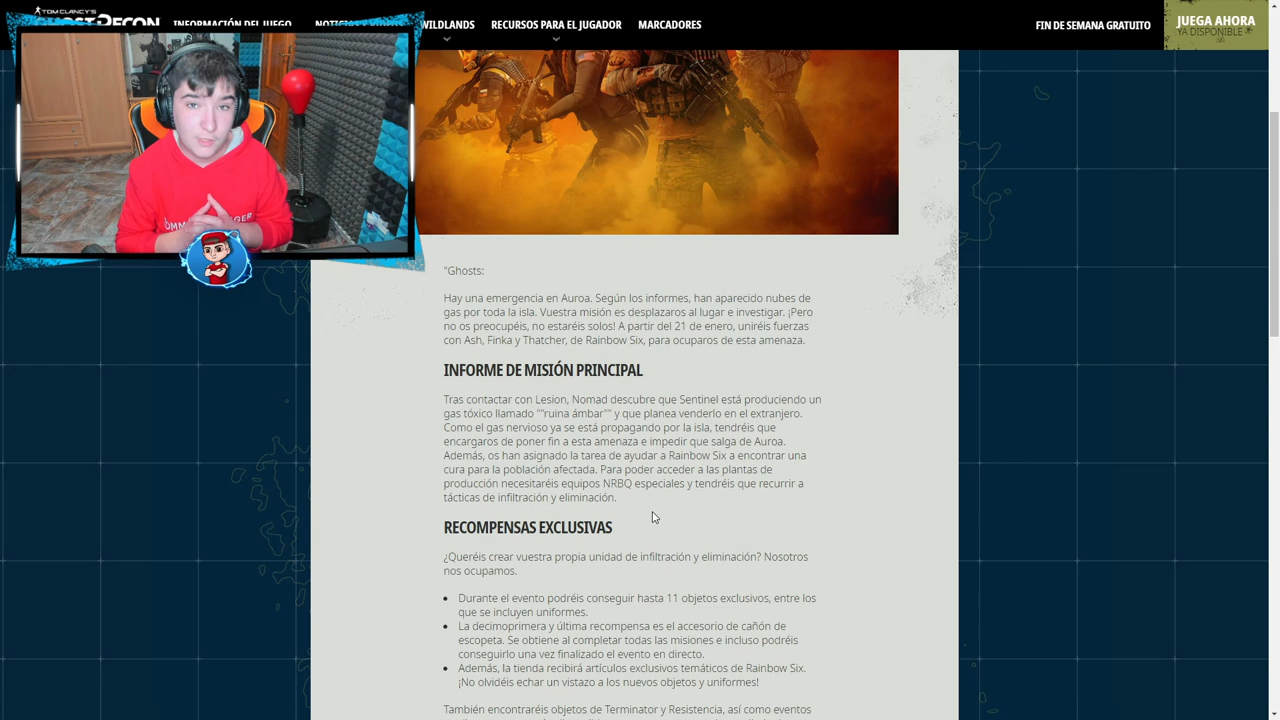 TOM CLANCY'S
GHOST RECON
INFORMACIÓN DEL JUEGO
WILDLANDS
RECURSOS PARA EL JUGADOR
MARCADORES
FIN DE SEMANA GRATUITO
JUEGA AHORA
YA DISPONIBLE
"Ghosts:
Hay una emergencia en Auroa. Según los informes, han aparecido nubes de
gas por toda la isla. Vuestra misión es desplazaros al lugar e investigar. ¡Pero
no os preocupéis, no estaréis solos! A partir del 21 de enero, uniréis fuerzas
con Ash, Finka y Thatcher, de Rainbow Six, para ocuparos de esta amenaza.
INFORME DE MISIÓN PRINCIPAL
Tras contactar con Lesion, Nomad descubre que Sentinel está produciendo un
gas tóxico llamado ""ruina ámbar"" y que planea venderlo en el extranjero.
Como el gas nervioso ya se está propagando por la isla, tendréis que
encargaros de poner fin a esta amenaza e impedir que salga de Auroa.
Además, os han asignado la tarea de ayudar a Rainbow Six a encontrar una
cura para la población afectada. Para poder acceder a las plantas de
producción necesitaréis equipos NRBQ especiales y tendréis que recurrir a
tácticas de infiltración y eliminación.
RECOMPENSAS EXCLUSIVAS
¿Queréis crear vuestra propia unidad de infiltración y eliminación? Nosotros
nos ocupamos.
Durante el evento podréis conseguir hasta 11 objetos exclusivos, entre los
que se incluyen uniformes.
La decimoprimera y última recompensa es el accesorio de cañón de
escopeta. Se obtiene al completar todas las misiones e incluso podréis
conseguirlo una vez finalizado el evento en directo.
Además, la tienda recibirá artículos exclusivos temáticos de Rainbow Six.
¡No olvidéis echar un vistazo a los nuevos objetos y uniformes!
También encontraréis objetos de Terminator y Resistencia, así como eventos